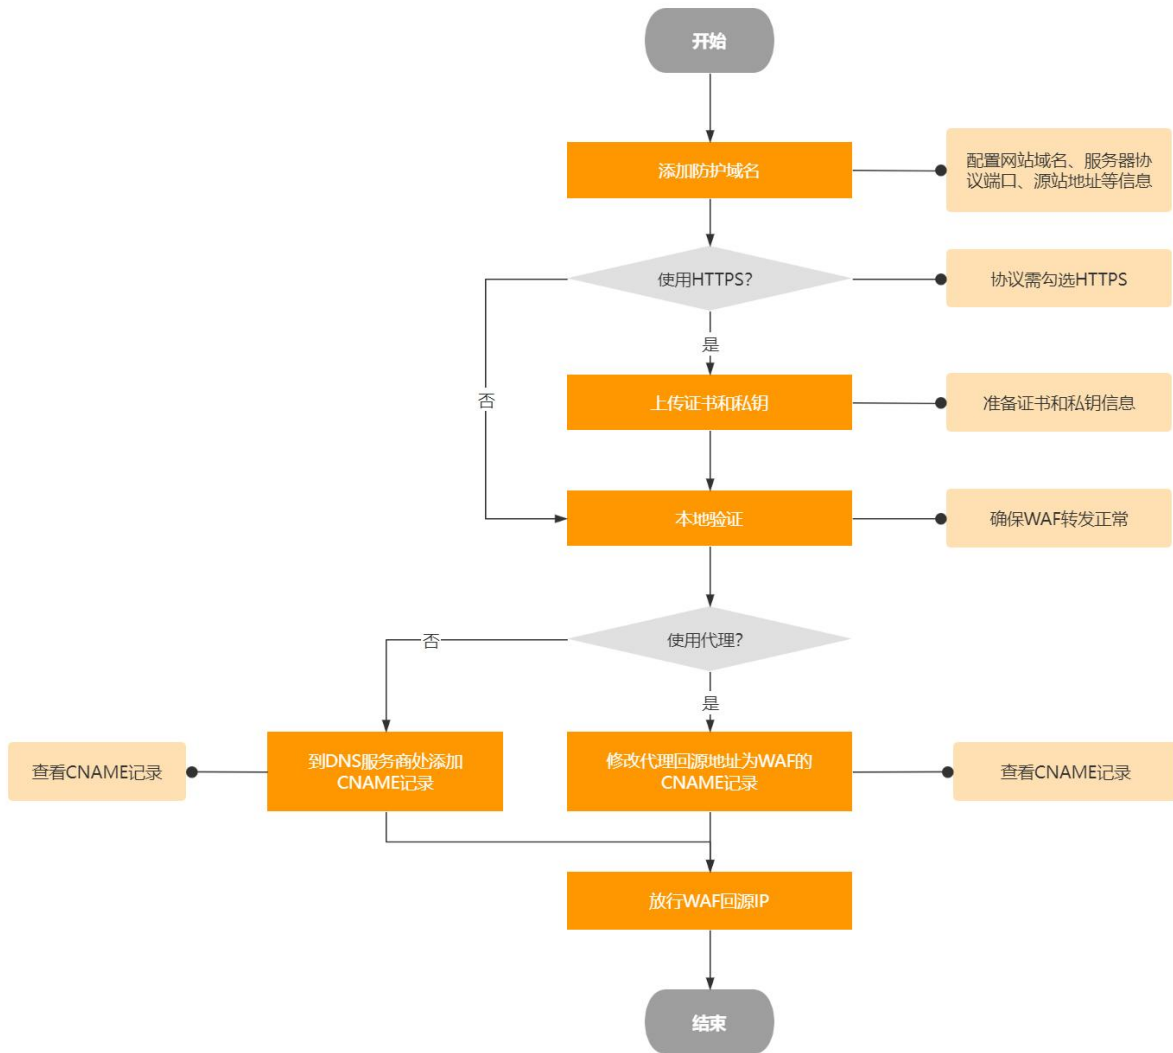 开始
添加防护域名
配置网站域名、服务器协
议端口、源站地址等信息
使用HTTPS?
协议需勾选HTTPS
是
否
上传证书和私钥
准备证书和私钥信息
本地验证
确保WAF转发正常
使用代理?
否
是
查看CNAME记录
到DNS服务商处添加
CNAME记录
修改代理回源地址为WAF的
CNAME记录
查看CNAME记录
放行WAF回源IP
结束